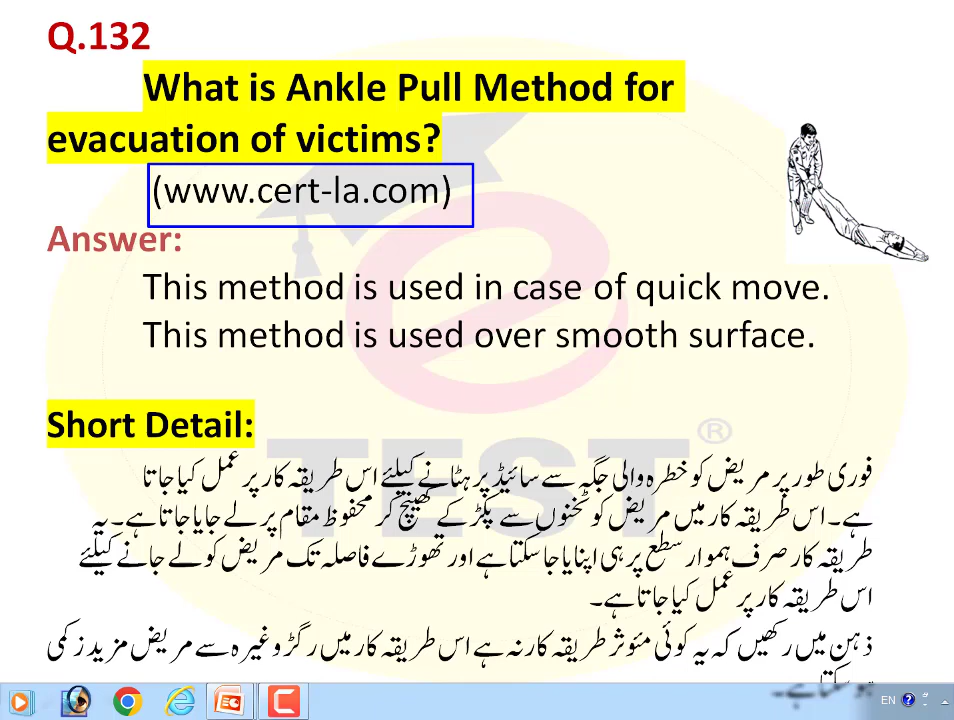 Q.132
What is Ankle Pull Method for
evacuation of victims?
(www.cert-la.com)
Answer:
This method is used in case of quick move.
This method is used over smooth surface.
Short Detail:
فوری طور پر مریض کو خطرہ والی جگہ سے سائیڈ پر ہٹانے کیلئے اس طریقہ کار پر عمل کیا جاتا
ہے۔ اس طریقہ کار میں مریض کو ٹخنوں سے پکڑ کے کھینچ کر محفوظ مقام پر لے جایا جاتا ہے۔ یہ
طریقہ کار صرف ہموار سطع پر ہی اپنایا جا سکتا ہے اور تھوڑے فاصلہ تک مریض کو لے جانے کیلئے
اس طریقہ کار پر عمل کیا جاتا ہے۔
ذہن میں رکھیں کہ یہ کوئی مئوثر طریقہ کار نہ ہے اس طریقہ کار میں رگڑ وغیرہ سے مریض مزید زکمی
TEST®
EN